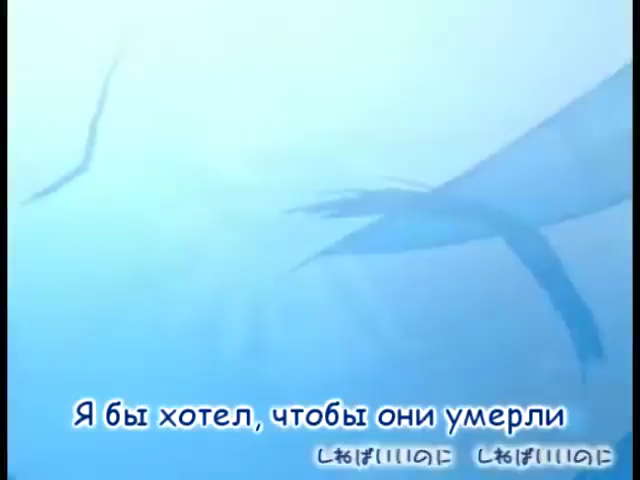 Я бы хотел, чтобы они умерли
しねばいいのに　しねばいいのに